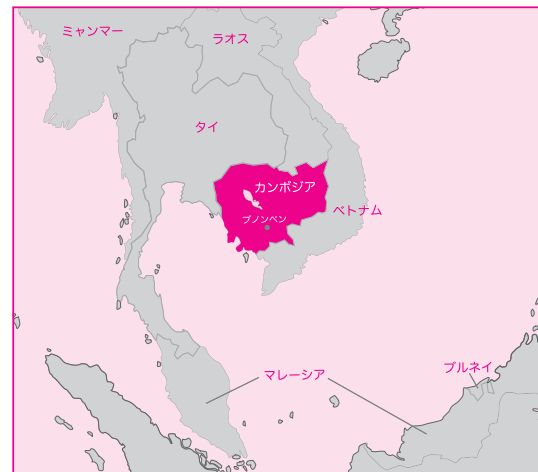 ミャンマー
ラオス
タイ
カンボジア
ベトナム
プノンペン
マレーシア
ブルネイ